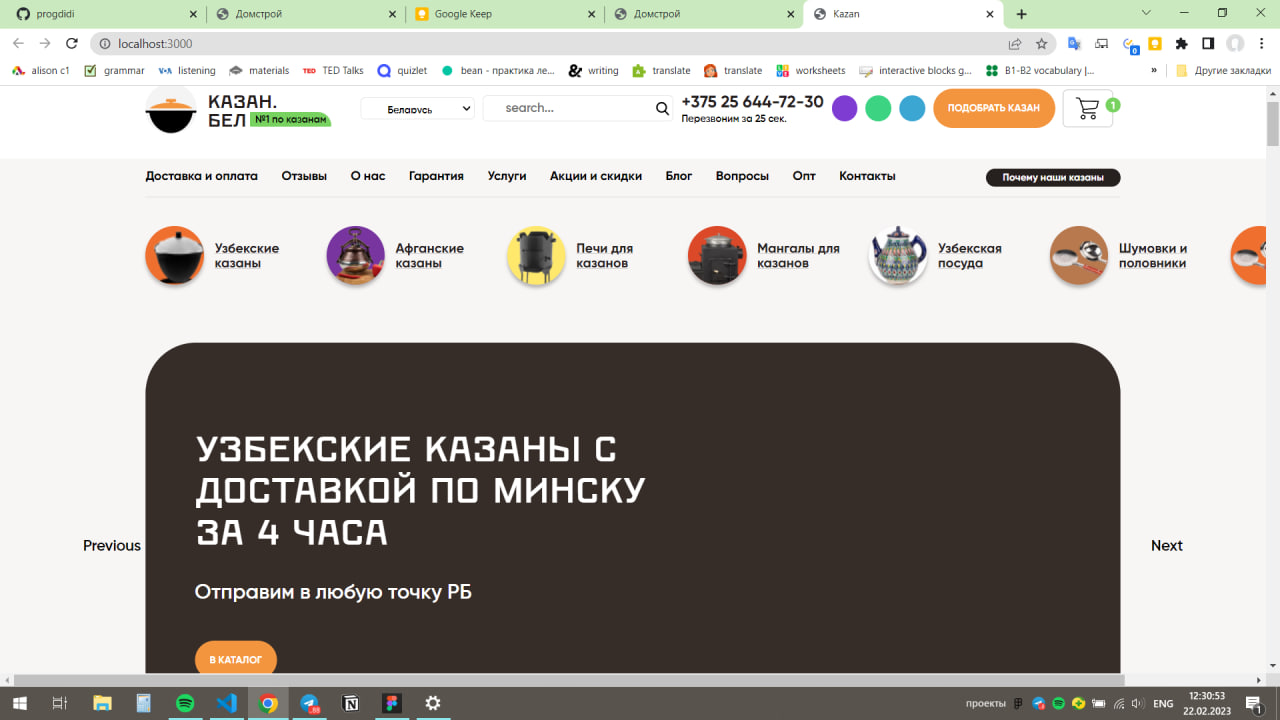 progdidi
Домстрой
Google Keep
Домстрой
Kazan
localhost:3000
0
alison c1
grammar
VOA listening
materials
TED TED Talks
quizlet
bean - практика ле...
writing
translate
translate
worksheets
interactive blocks g...
B1-B2 vocabulary |...
»
Другие закладки
КАЗАН.
БЕЛ №1 по казанам
Беларусь
search...
+375 25 644-72-30
Перезвоним за 25 сек.
ПОДОБРАТЬ КАЗАН
1
Доставка и оплата
Отзывы
О нас
Гарантия
Услуги
Акции и скидки
Блог
Вопросы
Опт
Контакты
Почему наши казаны
Узбекские
казаны
Афганские
казаны
Печи для
казанов
Мангалы для
казанов
Узбекская
посуда
Шумовки и
половники
УЗБЕКСКИЕ КАЗАНЫ С
ДОСТАВКОЙ ПО МИНСКУ
ЗА 4 ЧАСА
Previous
Next
Отправим в любую точку РБ
В КАТАЛОГ
проекты
ENG
12:30:53
22.02.2023
1